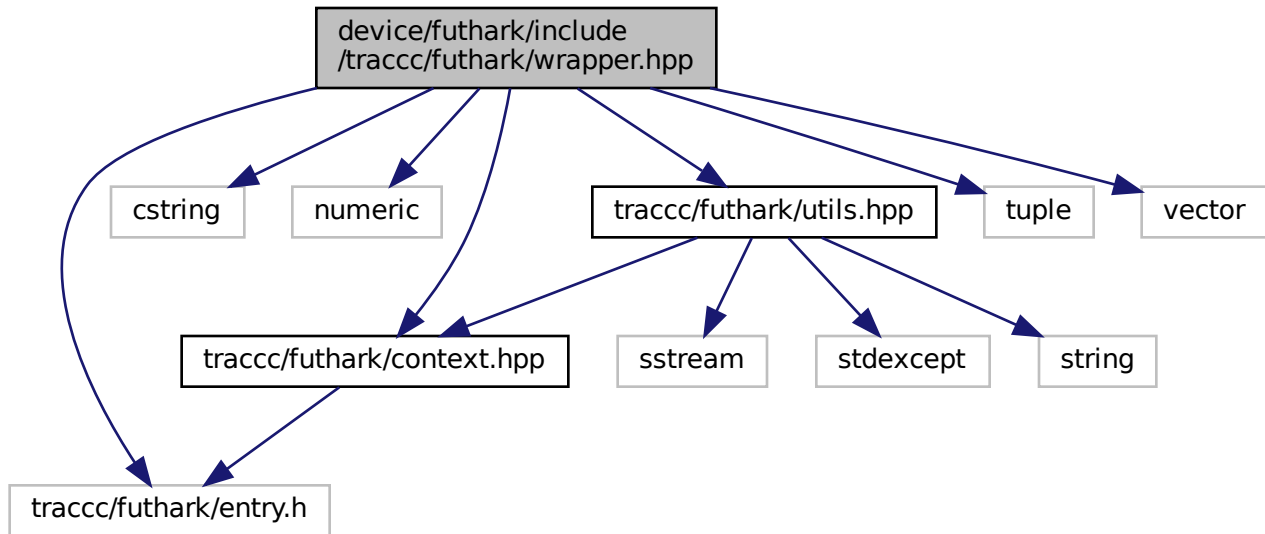 device/futhark/include
/traccc/futhark/wrapper.hpp
cstring
numeric
traccc/futhark/utils.hpp
tuple
vector
traccc/futhark/context.hpp
sstream
stdexcept
string
traccc/futhark/entry.h